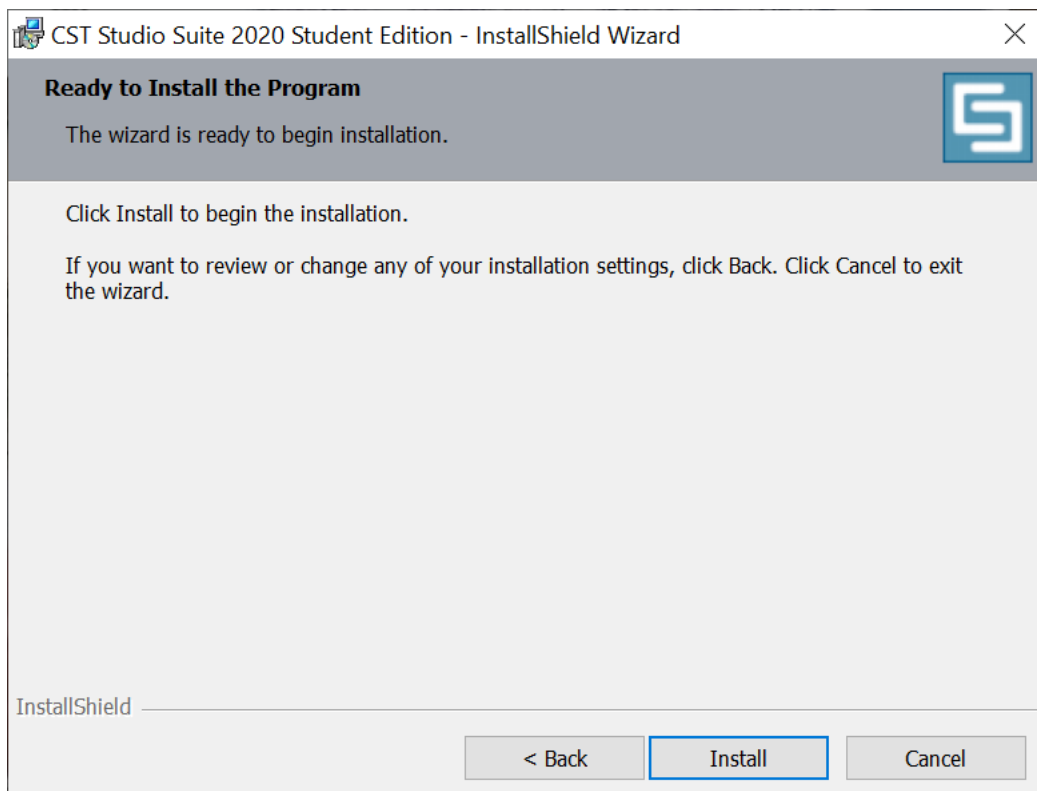 CST Studio Suite 2020 Student Edition - InstallShield Wizard
Ready to Install the Program
The wizard is ready to begin installation.
Click Install to begin the installation.
If you want to review or change any of your installation settings, click Back. Click Cancel to exit
the wizard.
InstallShield
< Back
Install
Cancel